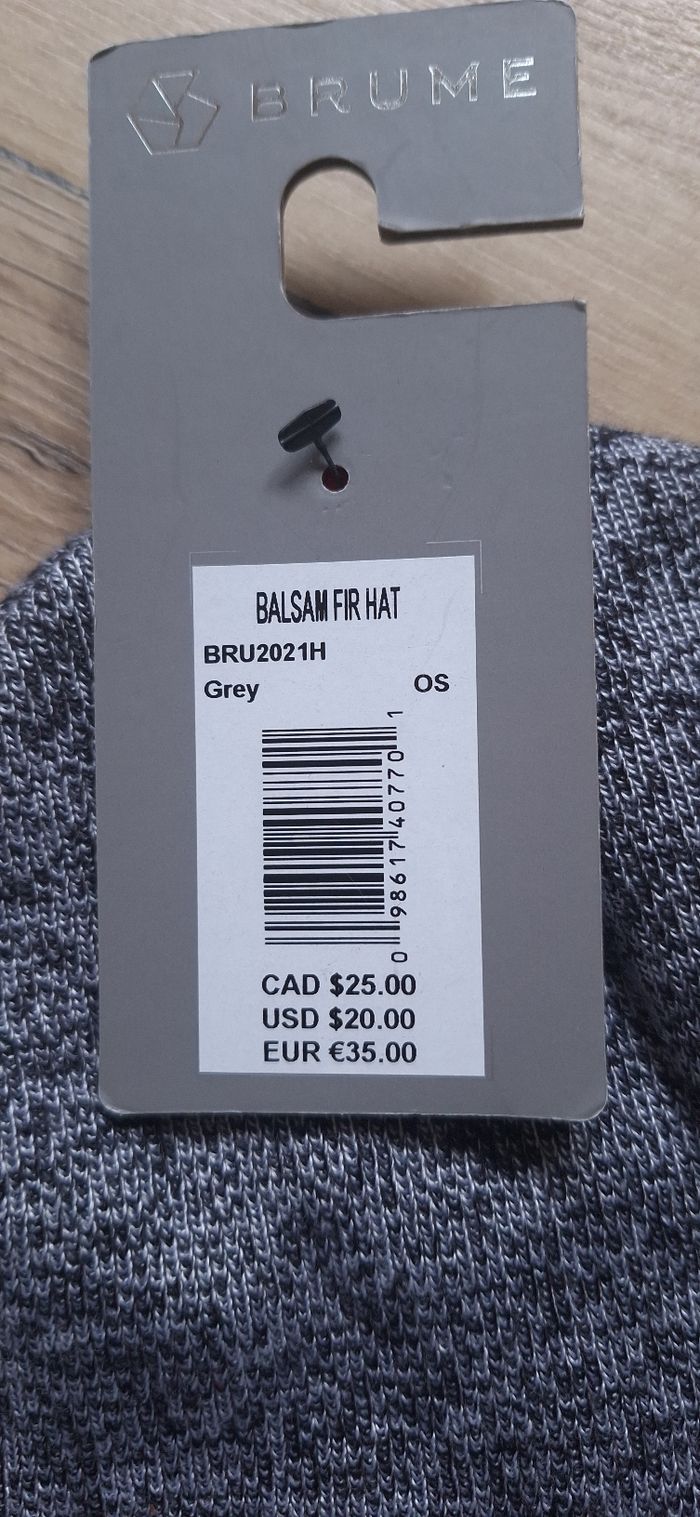 BRUME
BALSAM FIR HAT
BRU2021H
Grey OS
0 98617 40770 1
CAD $25.00
USD $20.00
EUR €35.00